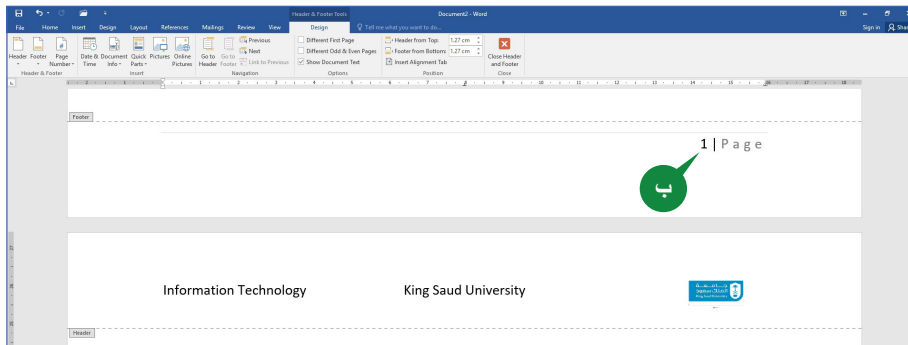 Header & Footer Tools
Document2 - Word
File Home Insert Design Layout References Mailings Review View Design Tell me what you want to do... Sign in Shar
Header Footer Page Number
Date & Time Document Info Quick Parts Pictures Online Pictures
Go to Header Go to Footer
Previous
Next
Link to Previous
Different First Page
Different Odd & Even Pages
Show Document Text
Header from Top: 1.27 cm
Footer from Bottom: 1.27 cm
Insert Alignment Tab
Close Header and Footer
Header & Footer Insert Navigation Options Position Close
Footer
1 | Page
ب
Information Technology King Saud University
King Saud University
Header